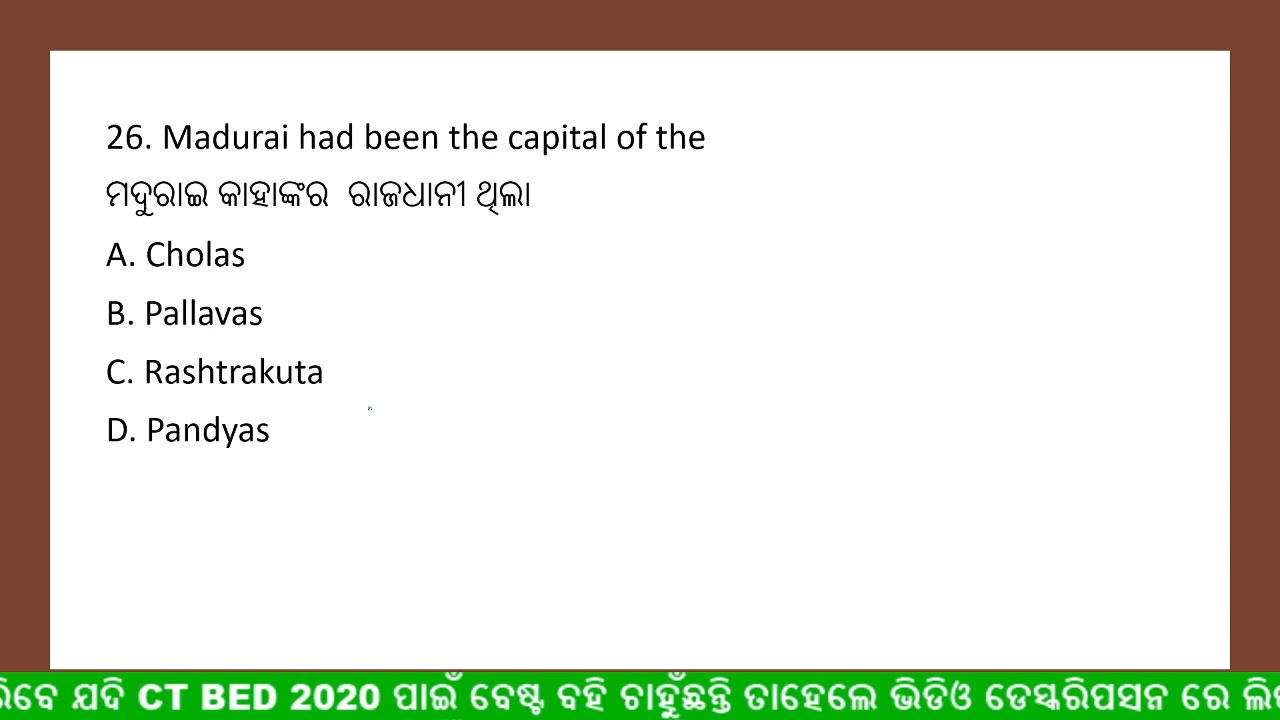 26. Madurai had been the capital of the
ମଦୁରାଇ କାହାଙ୍କର ରାଜଧାନୀ ଥିଲା
A. Cholas
B. Pallavas
C. Rashtrakuta
D. Pandyas
ଯଦି CT BED 2020 ପାଇଁ ବେଷ୍ଟ ବହି ଚାହୁଁଛନ୍ତି ତାହେଲେ ଭିଡିଓ ଡେସ୍କରିପସନ ରେ